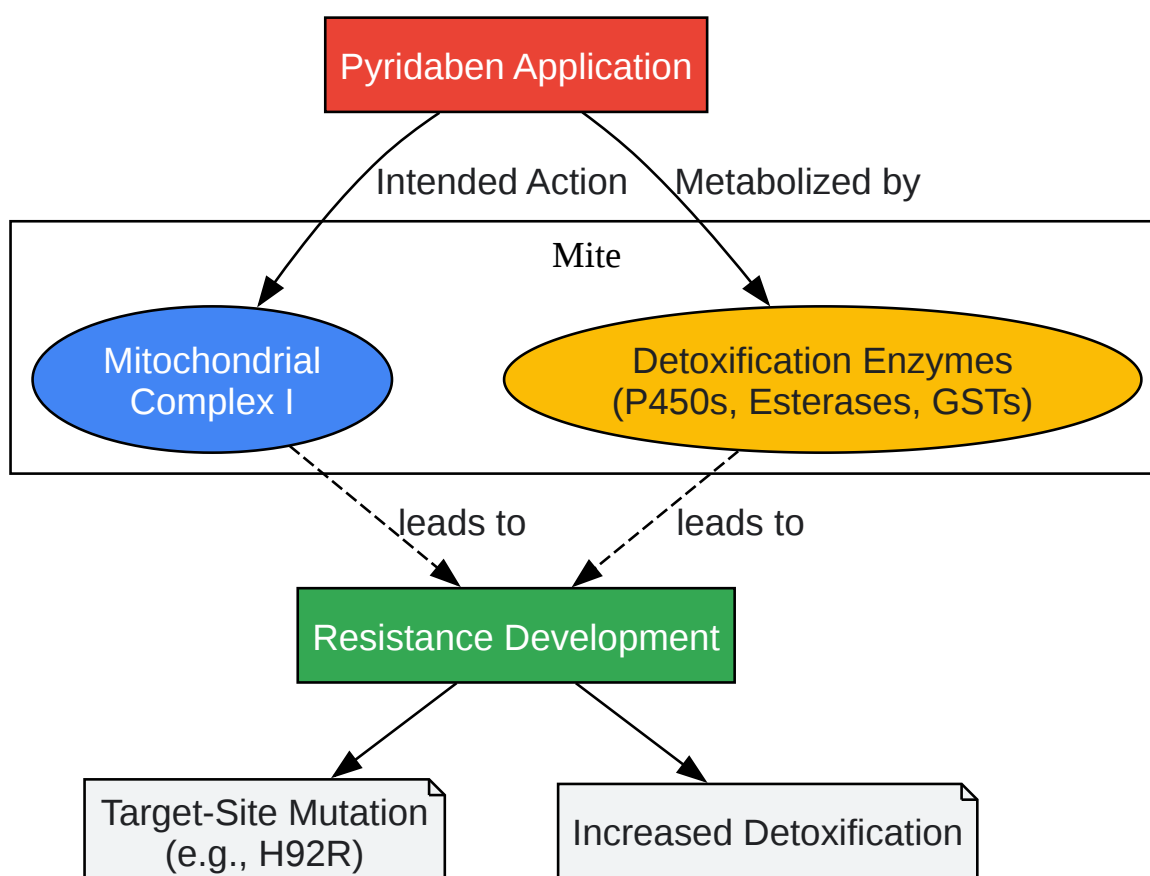 Pyridaben Application
Intended Action
Metabolized by
Mite
Mitochondrial
Complex I
Detoxification Enzymes
(P450s, Esterases, GSTs)
leads to
leads to
Resistance Development
Target-Site Mutation
(e.g., H92R)
Increased Detoxification